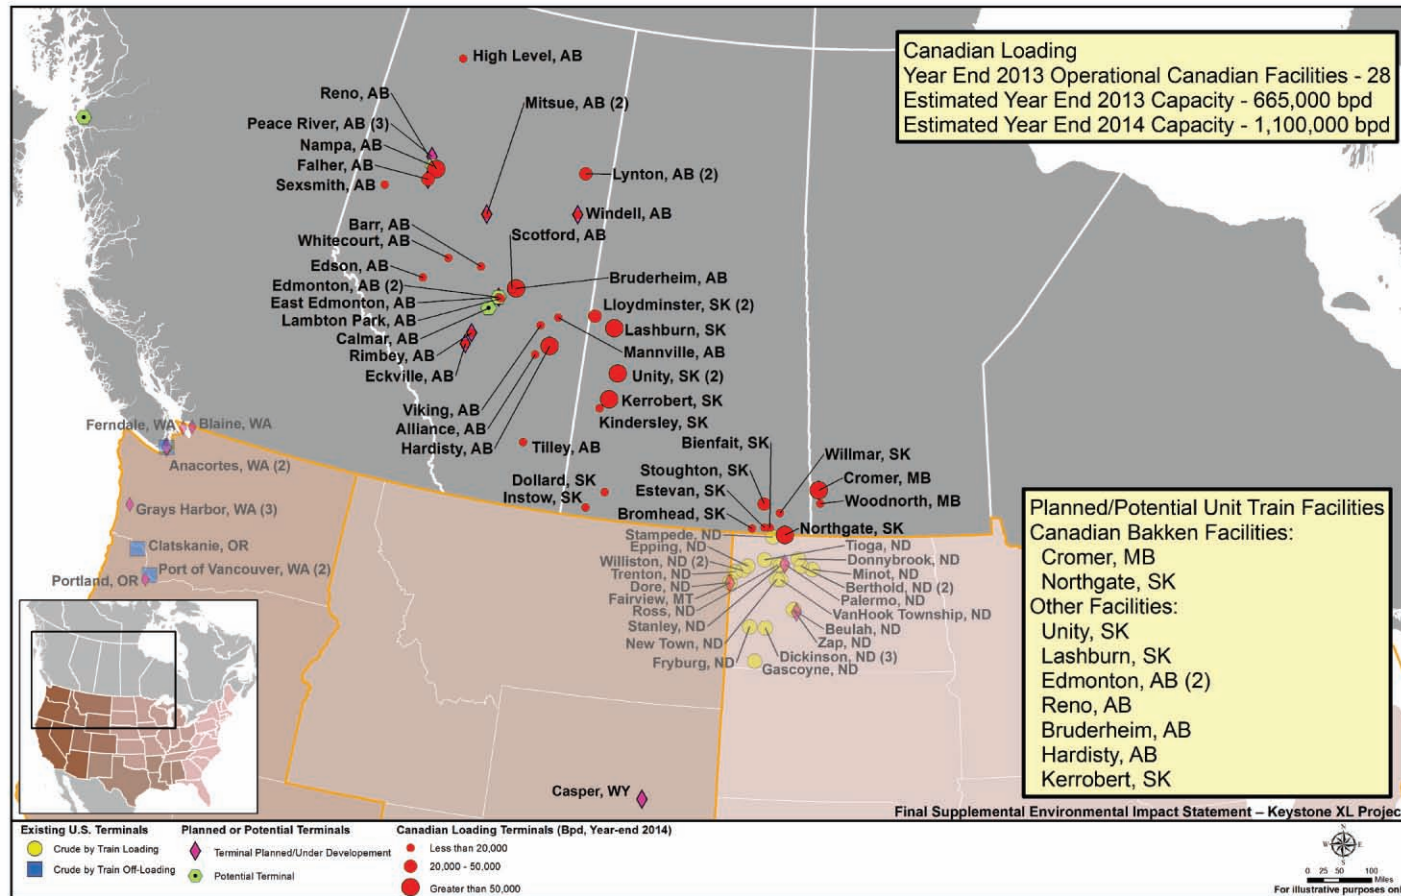 High Level, AB
Reno, AB
Mitsue, AB (2)
Peace River, AB (3)
Nampa, AB
Falher, AB
Sexsmith, AB
Lynton, AB (2)
Windell, AB
Barr, AB
Scotford, AB
Whitecourt, AB
Edson, AB
Bruderheim, AB
Edmonton, AB (2)
East Edmonton, AB
Lloydminster, SK (2)
Lambton Park, AB
Lashburn, SK
Calmar, AB
Rimbey, AB
Mannville, AB
Eckville, AB
Unity, SK (2)
Kerrobert, SK
Viking, AB
Kindersley, SK
Alliance, AB
Hardisty, AB
Tilley, AB
Bienfait, SK
Willmar, SK
Stoughton, SK
Cromer, MB
Dollard, SK
Estevan, SK
Woodnorth, MB
Instow, SK
Bromhead, SK
Northgate, SK
Canadian Loading
Year End 2013 Operational Canadian Facilities - 28
Estimated Year End 2013 Capacity - 665,000 bpd
Estimated Year End 2014 Capacity - 1,100,000 bpd
Ferndale, WA
Blaine, WA
Anacortes, WA (2)
Grays Harbor, WA (3)
Clatskanie, OR
Port of Vancouver, WA (2)
Portland, OR
Stampede, ND
Epping, ND
Williston, ND (2)
Trenton, ND
Dore, ND
Fairview, MT
Ross, ND
Stanley, ND
New Town, ND
Fryburg, ND
Tioga, ND
Donnybrook, ND
Minot, ND
Berthold, ND (2)
Palermo, ND
VanHook Township, ND
Beulah, ND
Zap, ND
Dickinson, ND (3)
Gascoyne, ND
Casper, WY
Planned/Potential Unit Train Facilities
Canadian Bakken Facilities:
Cromer, MB
Northgate, SK
Other Facilities:
Unity, SK
Lashburn, SK
Edmonton, AB (2)
Reno, AB
Bruderheim, AB
Hardisty, AB
Kerrobert, SK
Final Supplemental Environmental Impact Statement – Keystone XL Projec
Existing U.S. Terminals
Crude by Train Loading
Crude by Train Off-Loading
Planned or Potential Terminals
Terminal Planned/Under Developement
Potential Terminal
Canadian Loading Terminals (Bpd, Year-end 2014)
Less than 20,000
20,000 - 50,000
Greater than 50,000
N
W E
S
0 25 50 100
Miles
For illustrative purposes onl